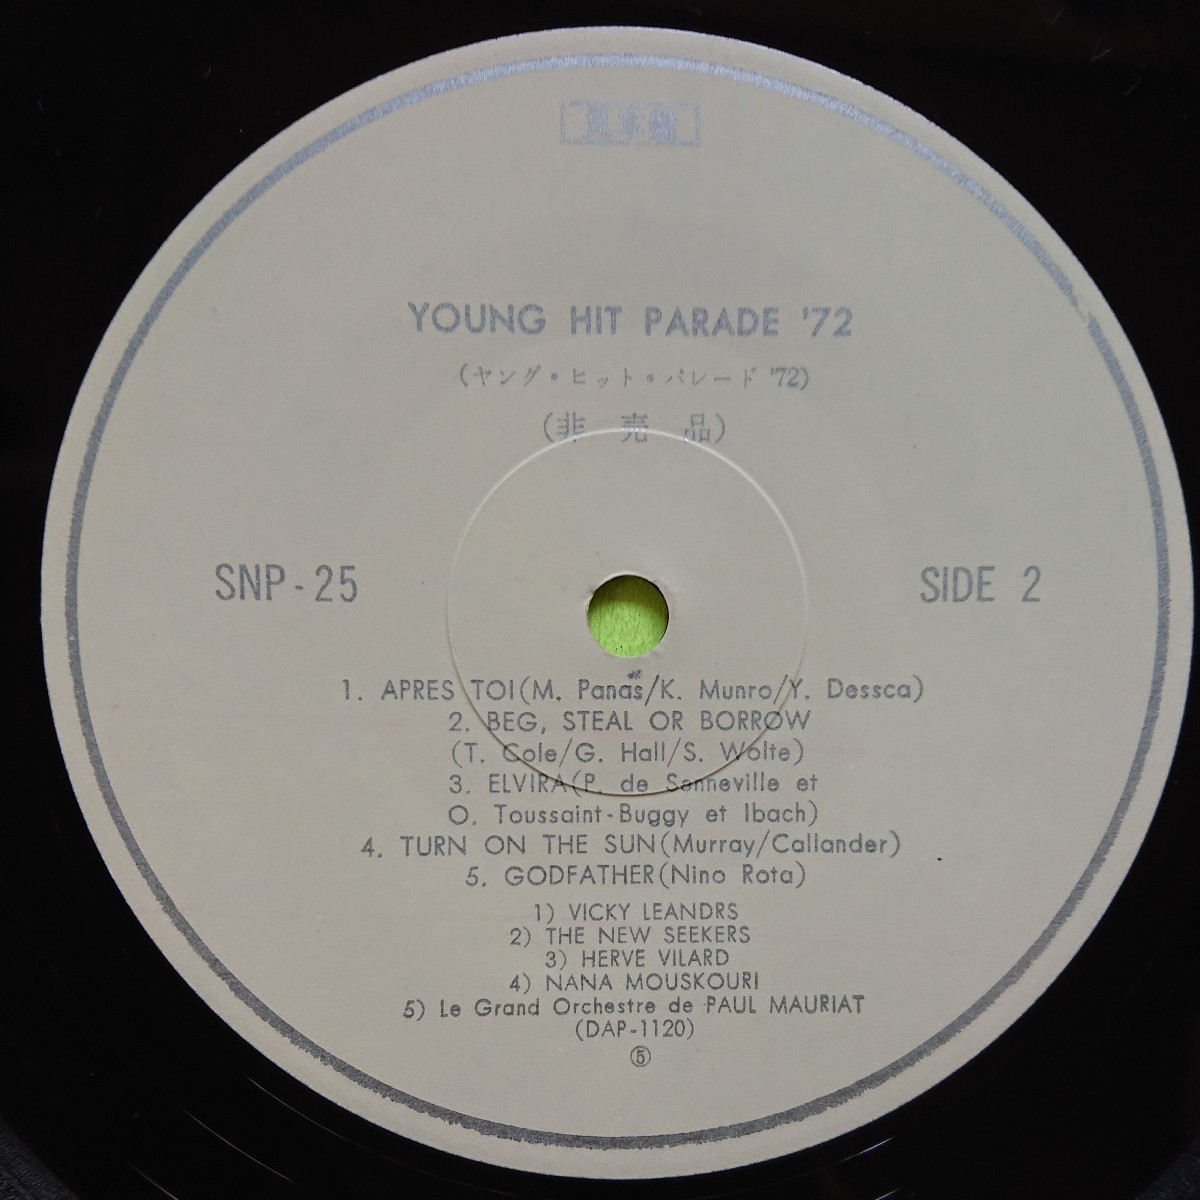 見本盤
YOUNG HIT PARADE '72
(ヤング・ヒット・パレード '72)
(非売品)
SNP-25
SIDE 2
1. APRES TOI(M. Panas/K. Munro/Y. Dessca)
2. BEG, STEAL OR BORROW
(T. Cole/G. Hall/S. Wolte)
3. ELVIRA(P. de Senneville et
O. Toussaint-Buggy et Ibach)
4. TURN ON THE SUN(Murray/Callander)
5. GODFATHER(Nino Rota)
1) VICKY LEANDRS
2) THE NEW SEEKERS
3) HERVE VILARD
4) NANA MOUSKOURI
5) Le Grand Orchestre de PAUL MAURIAT
(DAP-1120)
⑤